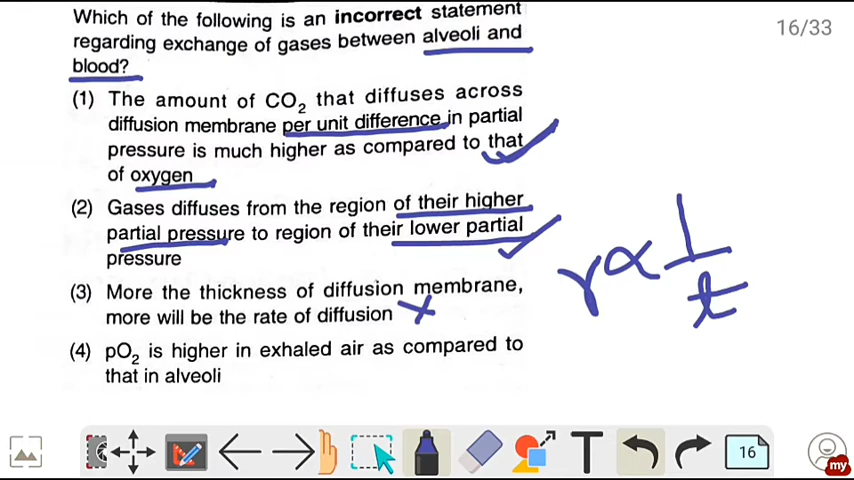 Which of the following is an incorrect statement
16/33
regarding exchange of gases between alveoli and
blood?
(1) The amount of CO₂ that diffuses across
diffusion membrane per unit difference in partial
pressure is much higher as compared to that
of oxygen
(2) Gases diffuses from the region of their higher
partial pressure to region of their lower partial
pressure
(3) More the thickness of diffusion membrane,
more will be the rate of diffusion
(4) pO₂ is higher in exhaled air as compared to
that in alveoli
r ∝ 1
t
T
16
my